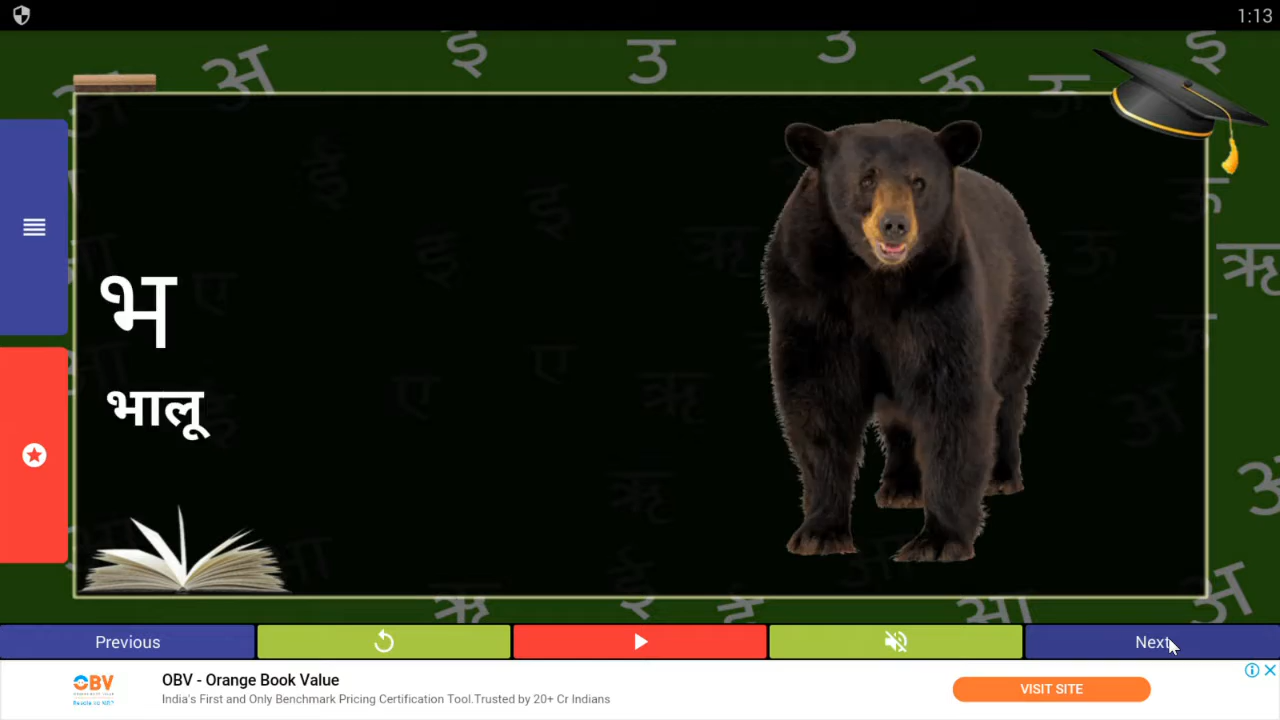 1:13
भ
भालू
Previous
Next
OBV
OBV - Orange Book Value
India's First and Only Benchmark Pricing Certification Tool.Trusted by 20+ Cr Indians
VISIT SITE